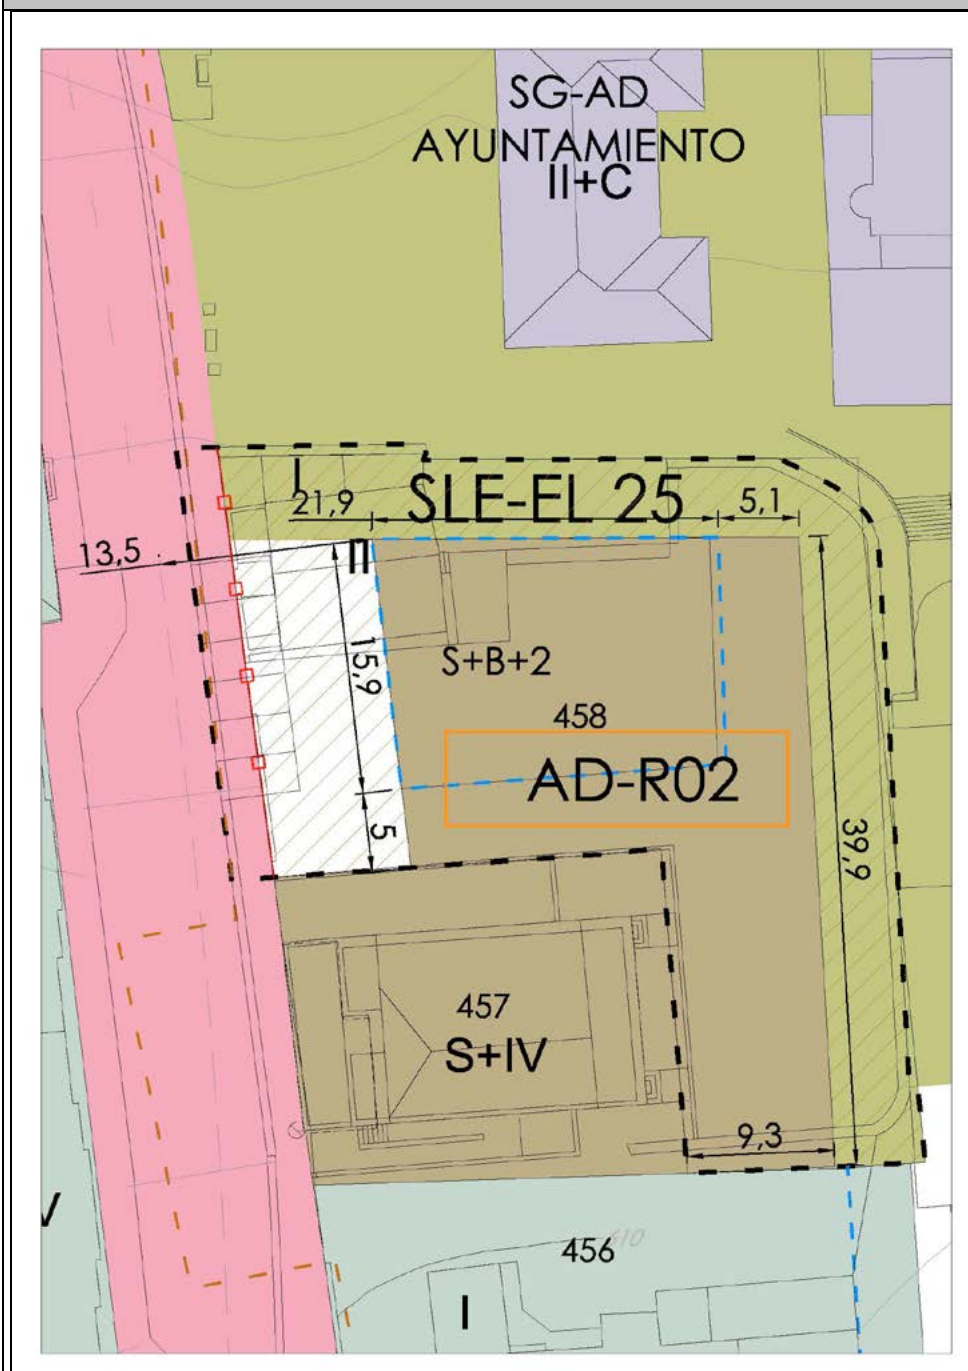 SG-AD
AYUNTAMIENTO
II+C
I
21,9
SLE-EL 25
5,1
13,5
II
15,9
S+B+2
458
AD-R02
5
39,9
457
S+IV
9,3
V
456
610
I